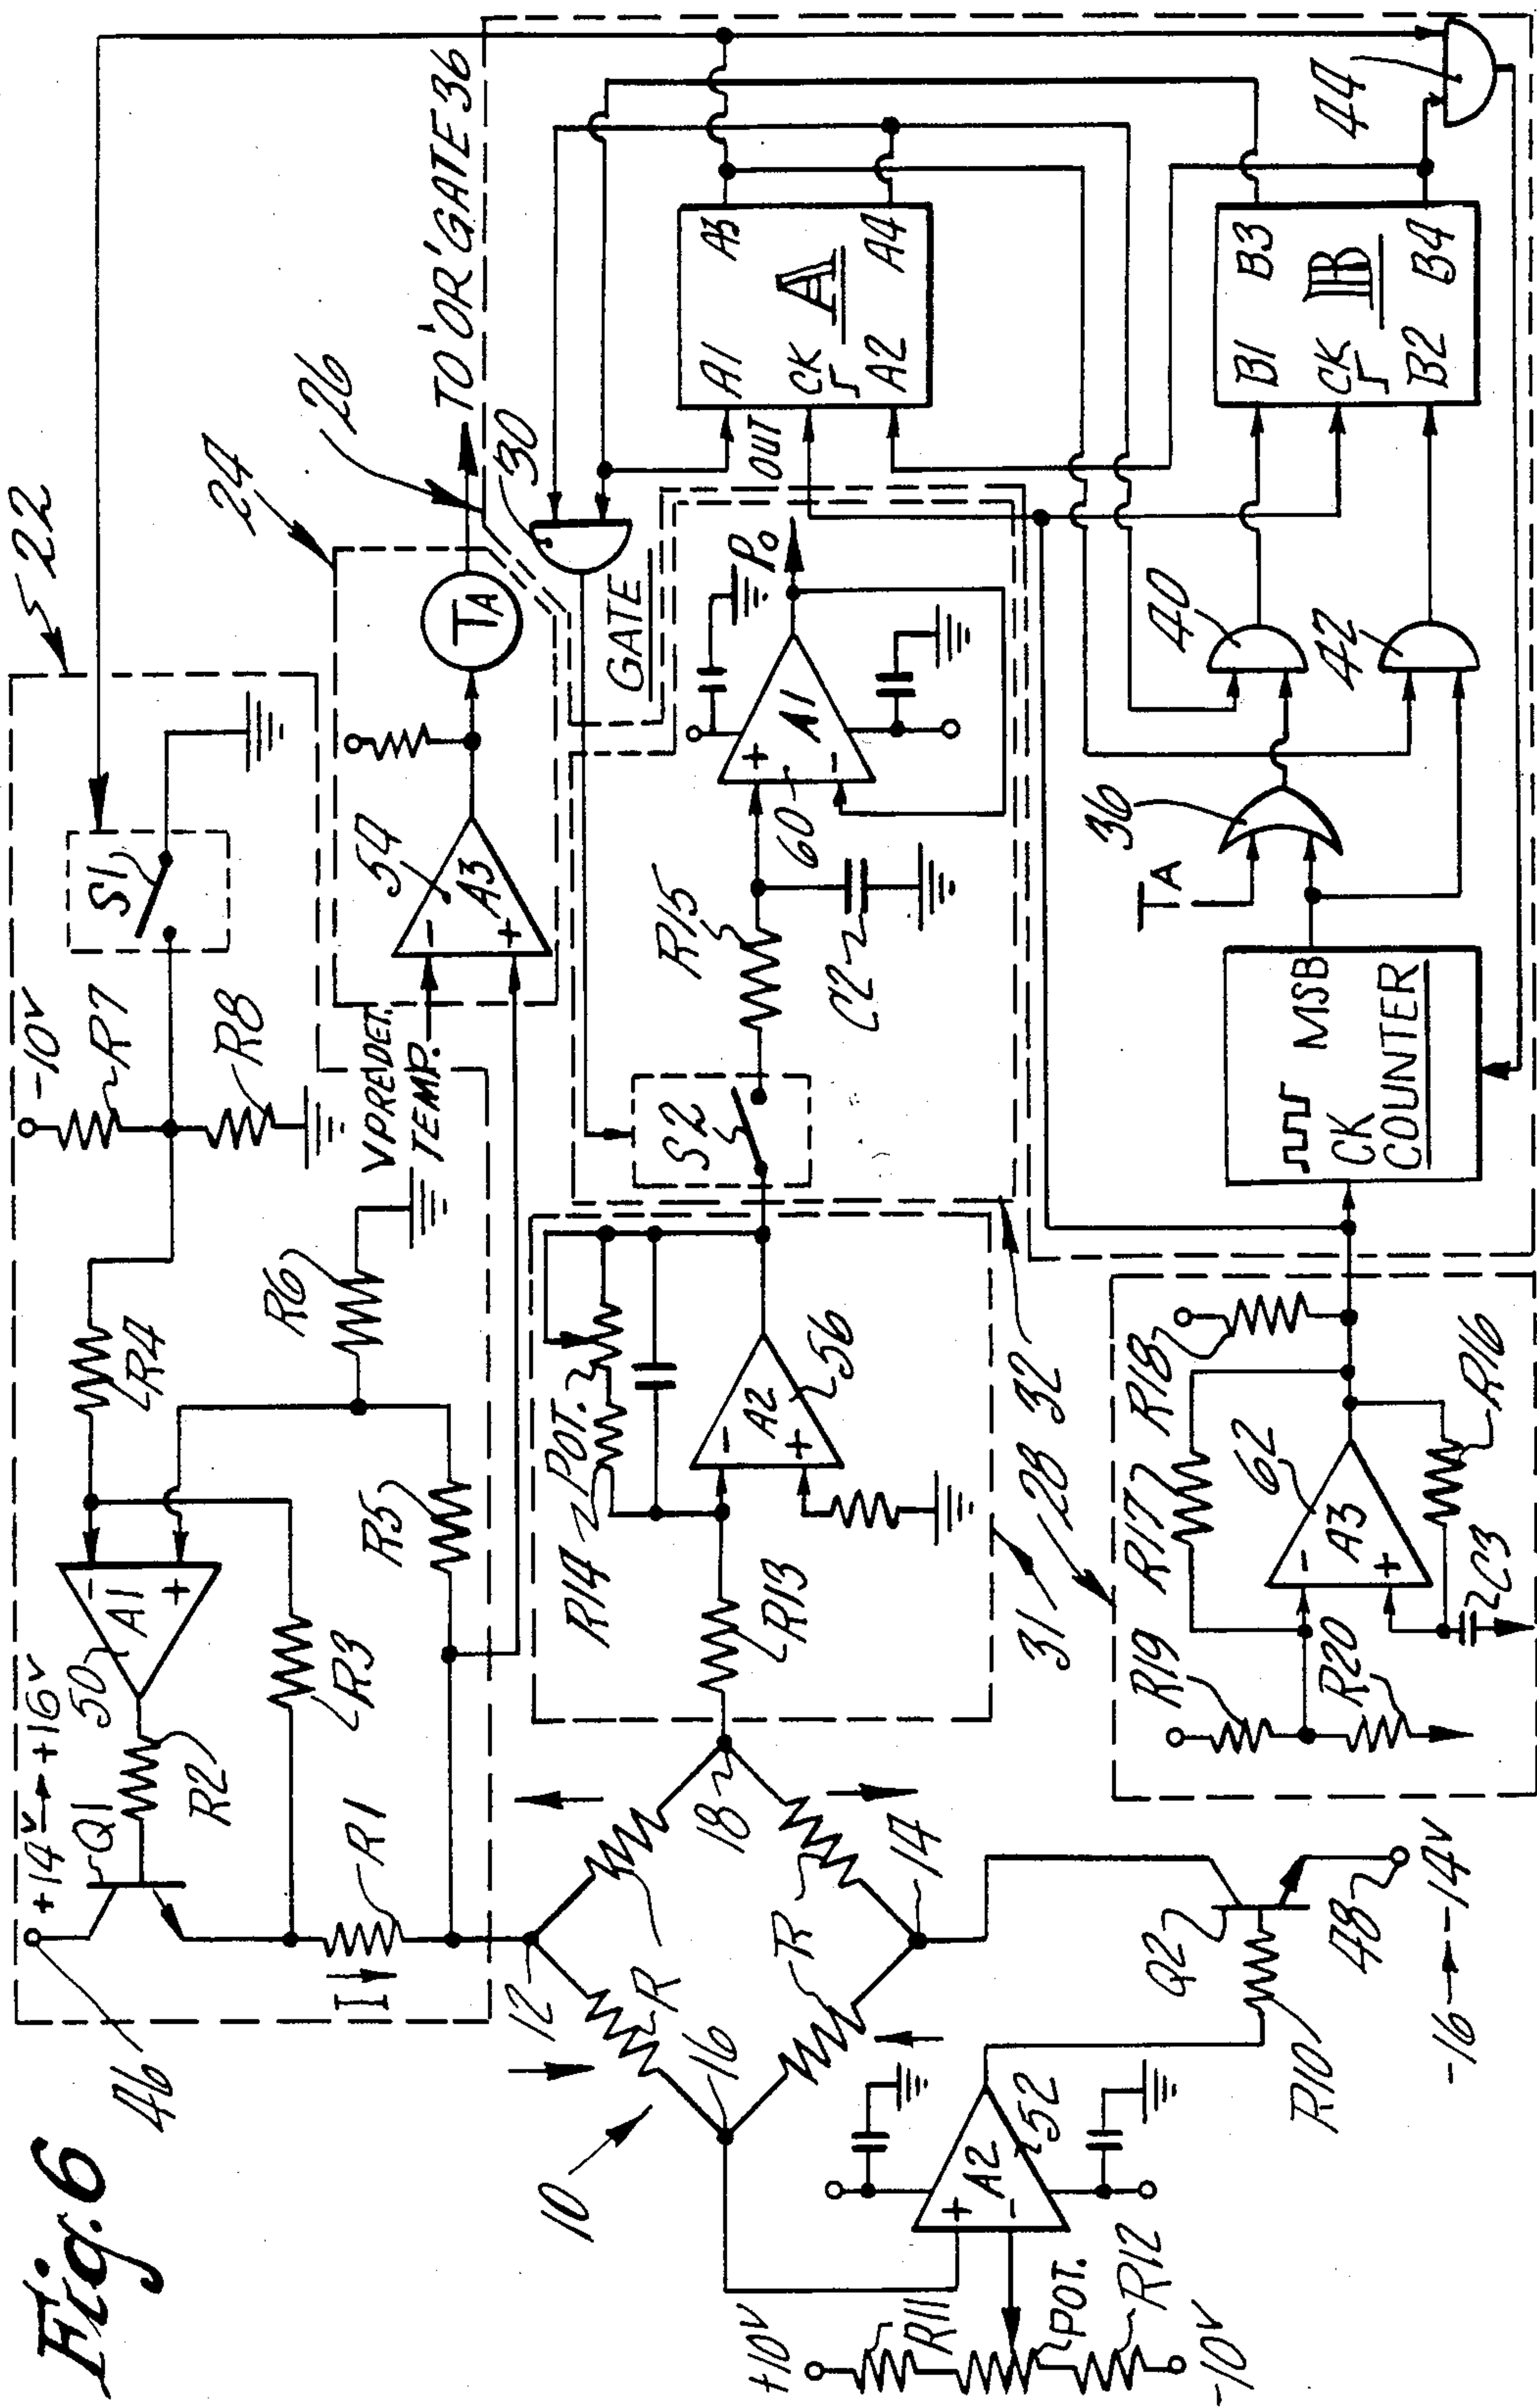 Fig. 6
46
+14V → +16V
Q1
50
A1
-
+
R2
R3
R1
I
R4
R5
R6
-10V
R7
R8
S1
22
24
26
VPREDET.
TEMP.
54
A3
-
+
TA
TO 'OR' GATE 36
30
GATE
10
12
14
16
18
R
R
R
R13
R14
POT.
A2
-
+
56
31
28
32
S2
R15
C2
60
A1
+
-
Po
OUT
A1
A3
CK
A
A2
A4
B1
B3
CK
B
B2
B4
44
40
42
36
TA
MSB
CK
COUNTER
+10V
R11
POT.
R12
-10V
A2
+
-
52
R10
Q2
48
-16 → -14V
R19
R20
R17
R18
62
A3
-
+
R16
C3